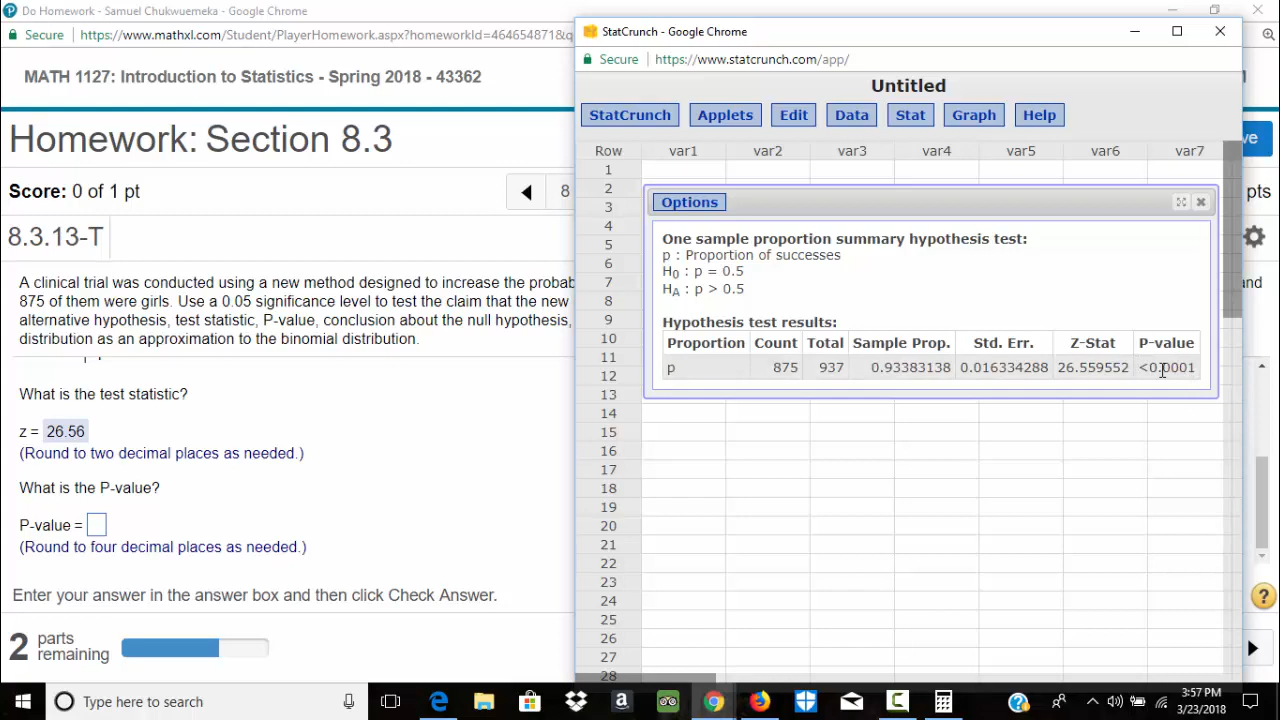 Do Homework - Samuel Chukwuemeka - Google Chrome
Secure https://www.mathxl.com/Student/PlayerHomework.aspx?homeworkId=464654871&q
MATH 1127: Introduction to Statistics - Spring 2018 - 43362
Homework: Section 8.3
Score: 0 of 1 pt
8
pts
8.3.13-T
A clinical trial was conducted using a new method designed to increase the probab
and
875 of them were girls. Use a 0.05 significance level to test the claim that the new
alternative hypothesis, test statistic, P-value, conclusion about the null hypothesis,
distribution as an approximation to the binomial distribution.
What is the test statistic?
z = 26.56
(Round to two decimal places as needed.)
What is the P-value?
P-value =
(Round to four decimal places as needed.)
Enter your answer in the answer box and then click Check Answer.
2 parts remaining
StatCrunch - Google Chrome
Secure https://www.statcrunch.com/app/
Untitled
StatCrunch Applets Edit Data Stat Graph Help
Row var1 var2 var3 var4 var5 var6 var7
1
2
3
4
5
6
7
8
9
10
11
12
13
14
15
16
17
18
19
20
21
22
23
24
25
26
27
28
Options
One sample proportion summary hypothesis test:
p : Proportion of successes
H0 : p = 0.5
HA : p > 0.5
Hypothesis test results:
Proportion Count Total Sample Prop. Std. Err. Z-Stat P-value
p 875 937 0.93383138 0.016334288 26.559552 <0.0001
Type here to search
3:57 PM
3/23/2018